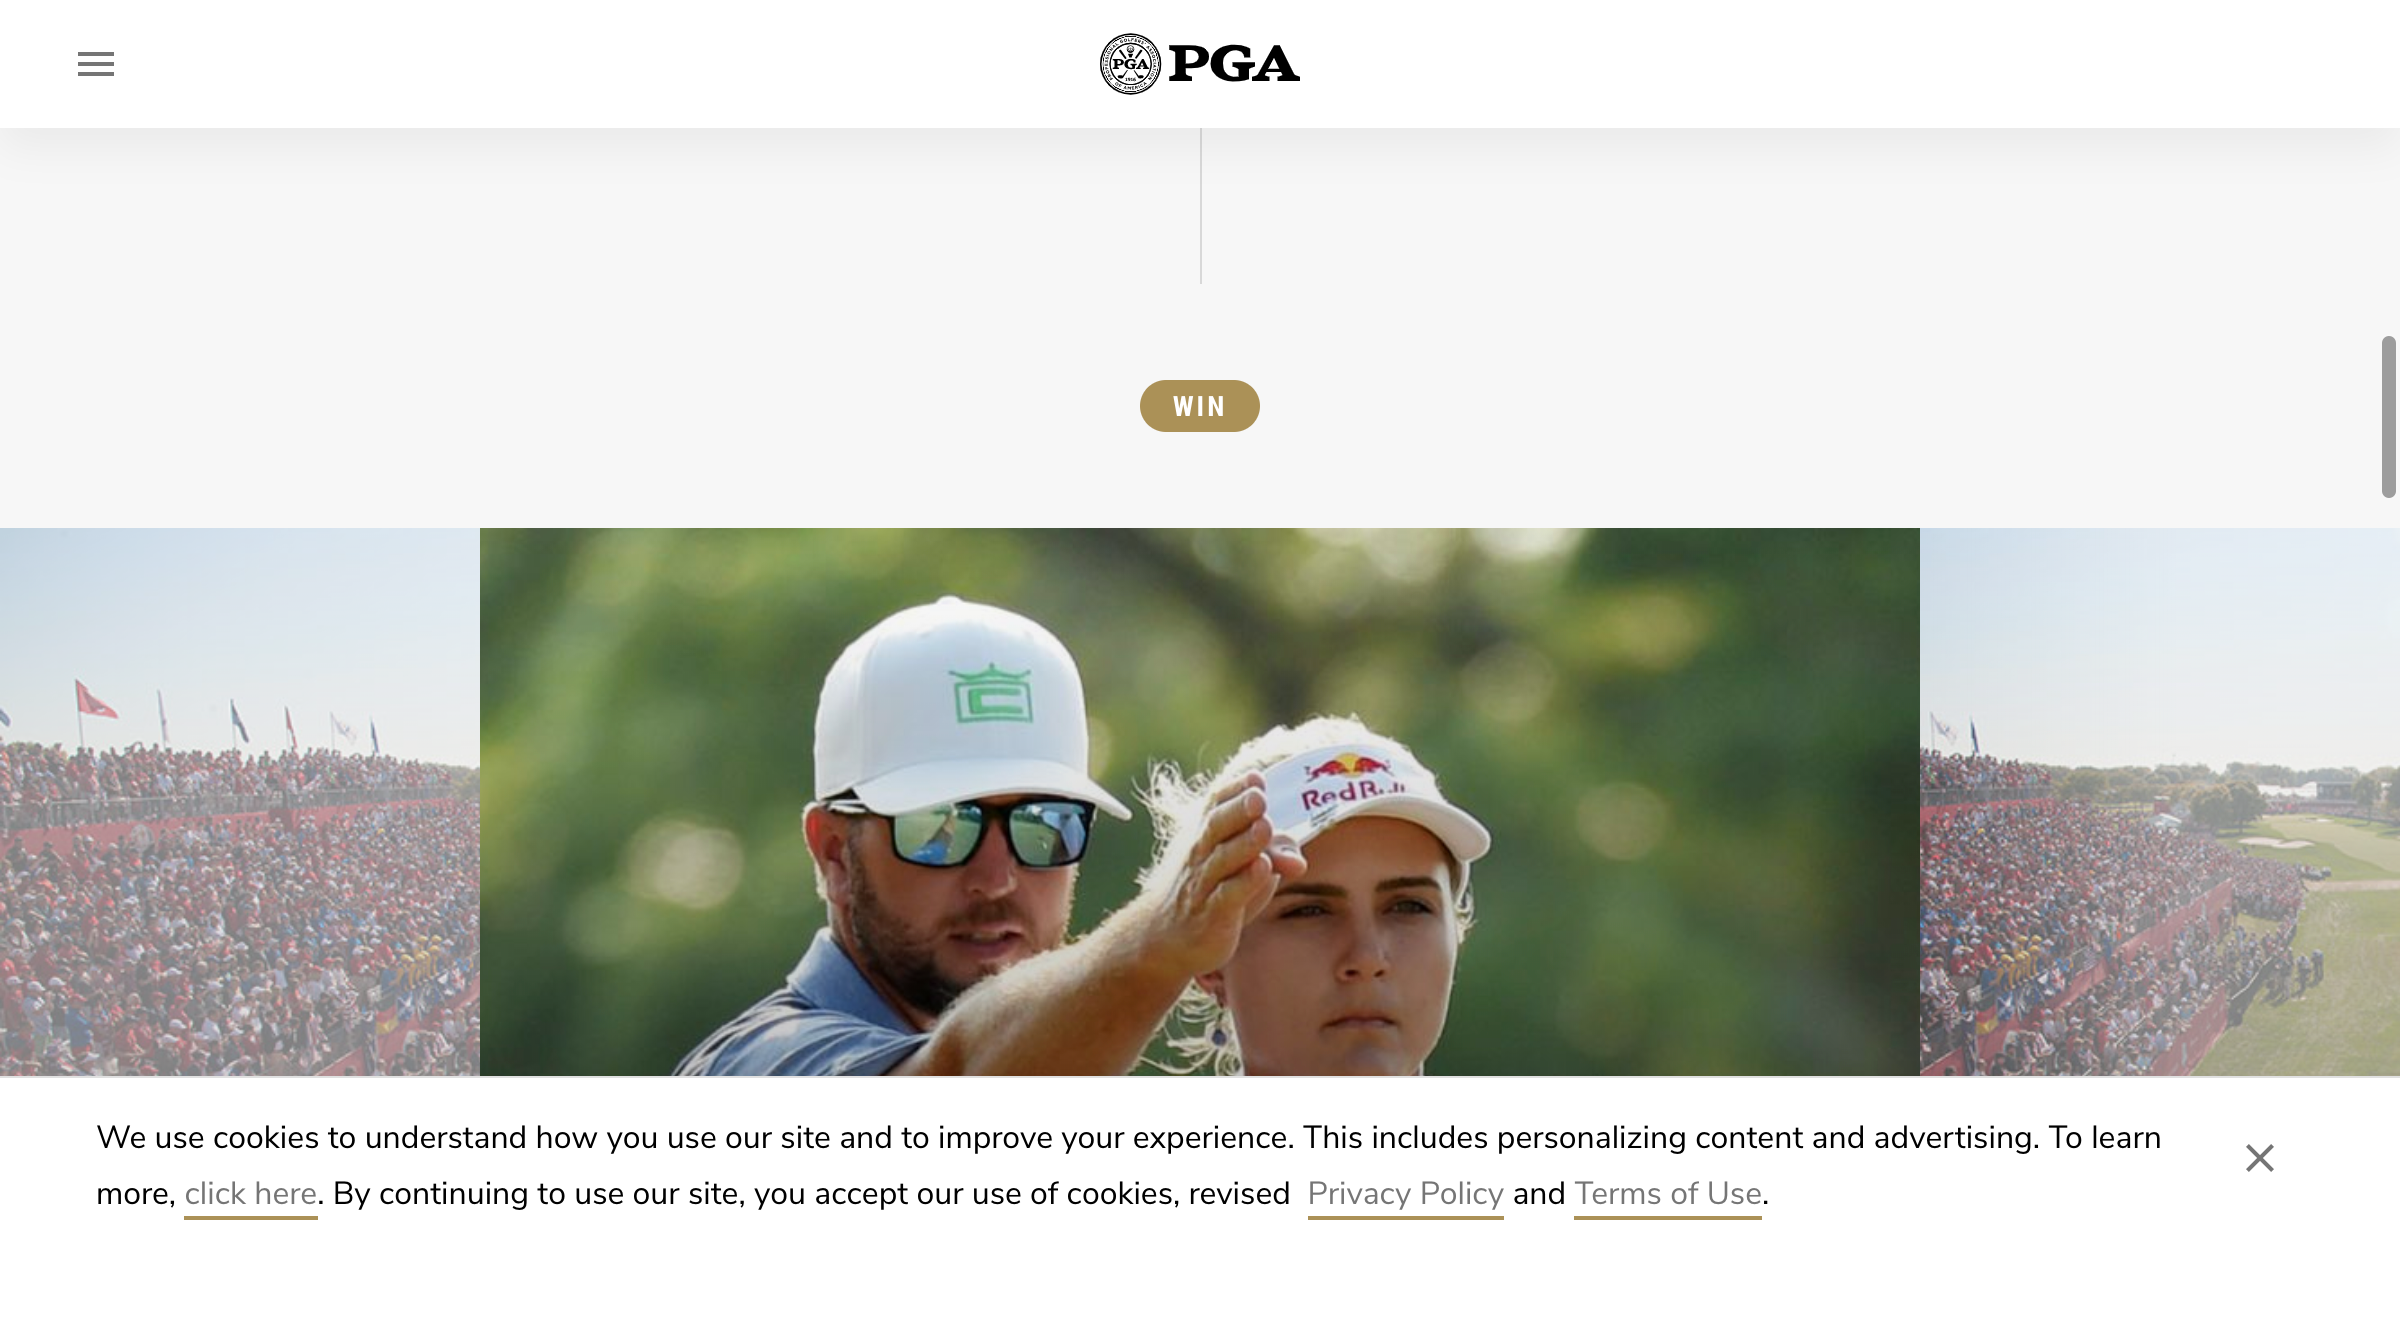 PGA
PGA
1916
WIN
Red Bull
We use cookies to understand how you use our site and to improve your experience. This includes personalizing content and advertising. To learn
more, click here. By continuing to use our site, you accept our use of cookies, revised Privacy Policy and Terms of Use.